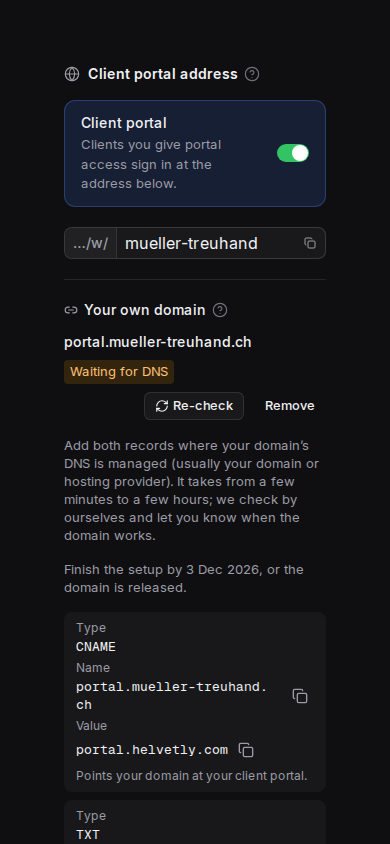 Client portal address
Client portal
Clients you give portal
access sign in at the
address below.
.../w/ mueller-treuhand
Your own domain
portal.mueller-treuhand.ch
Waiting for DNS
Re-check Remove
Add both records where your domain’s
DNS is managed (usually your domain or
hosting provider). It takes from a few
minutes to a few hours; we check by
ourselves and let you know when the
domain works.
Finish the setup by 3 Dec 2026, or the
domain is released.
Type
CNAME
Name
portal.mueller-treuhand.
ch
Value
portal.helvetly.com
Points your domain at your client portal.
Type
TXT